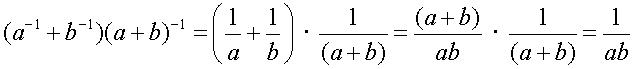 (a⁻¹ + b⁻¹)(a + b)⁻¹ = (1/a + 1/b) · 1/(a + b) = (a + b)/ab · 1/(a + b) = 1/ab